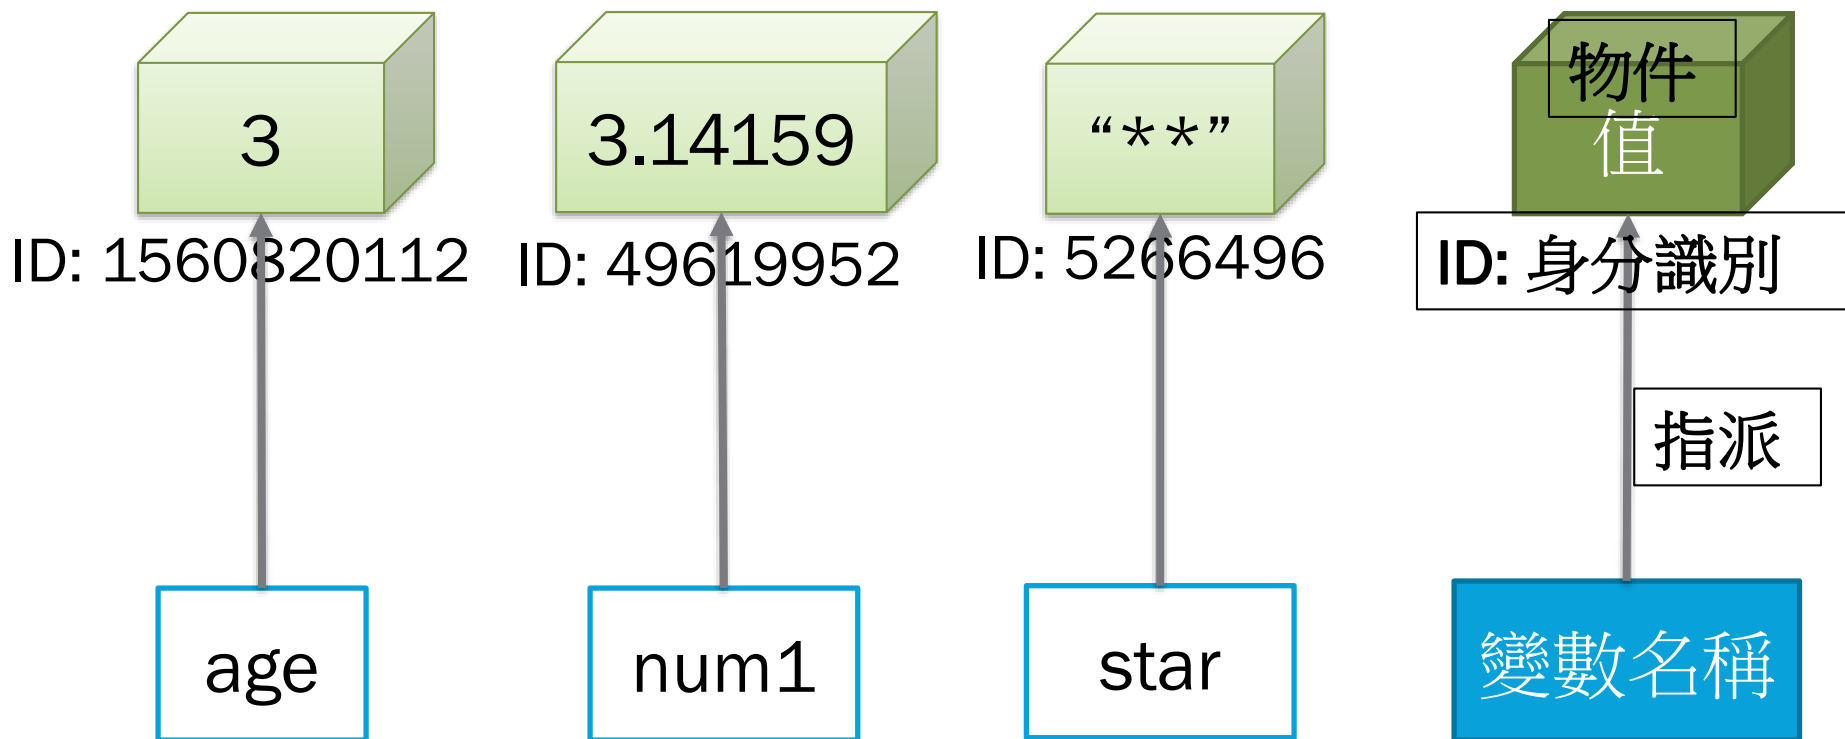 3
3.14159
“**”
物件
值
ID: 1560820112
ID: 49619952
ID: 5266496
ID: 身分識別
指派
age
num1
star
變數名稱